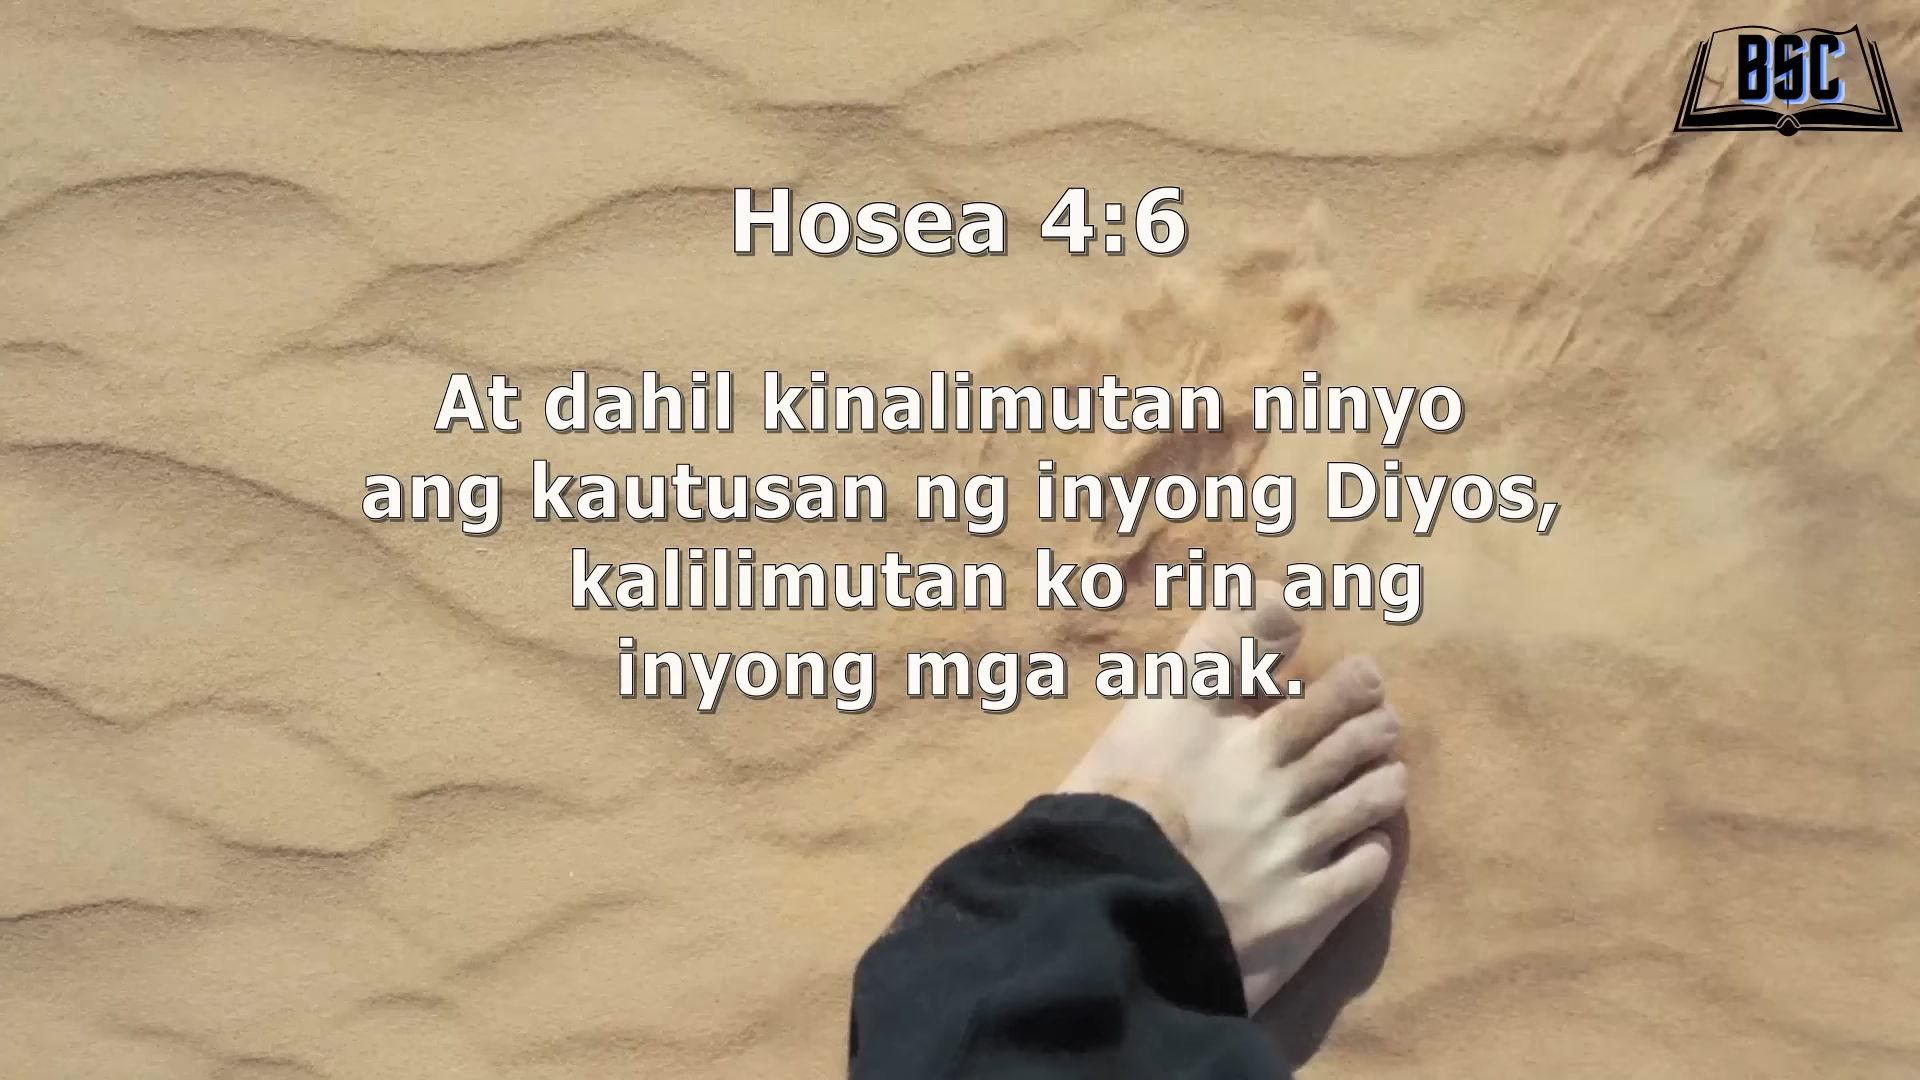 BSC
Hosea 4:6
At dahil kinalimutan ninyo
ang kautusan ng inyong Diyos,
kalilimutan ko rin ang
inyong mga anak.